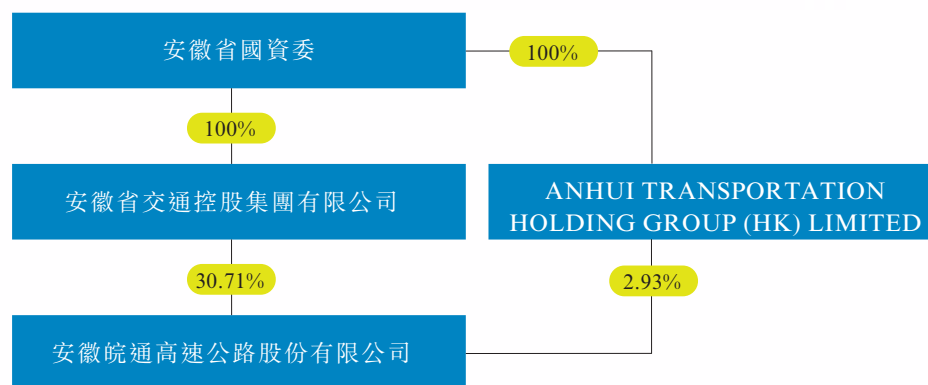 安徽省國資委
100%
100%
安徽省交通控股集團有限公司
ANHUI TRANSPORTATION
HOLDING GROUP (HK) LIMITED
30.71%
2.93%
安徽皖通高速公路股份有限公司